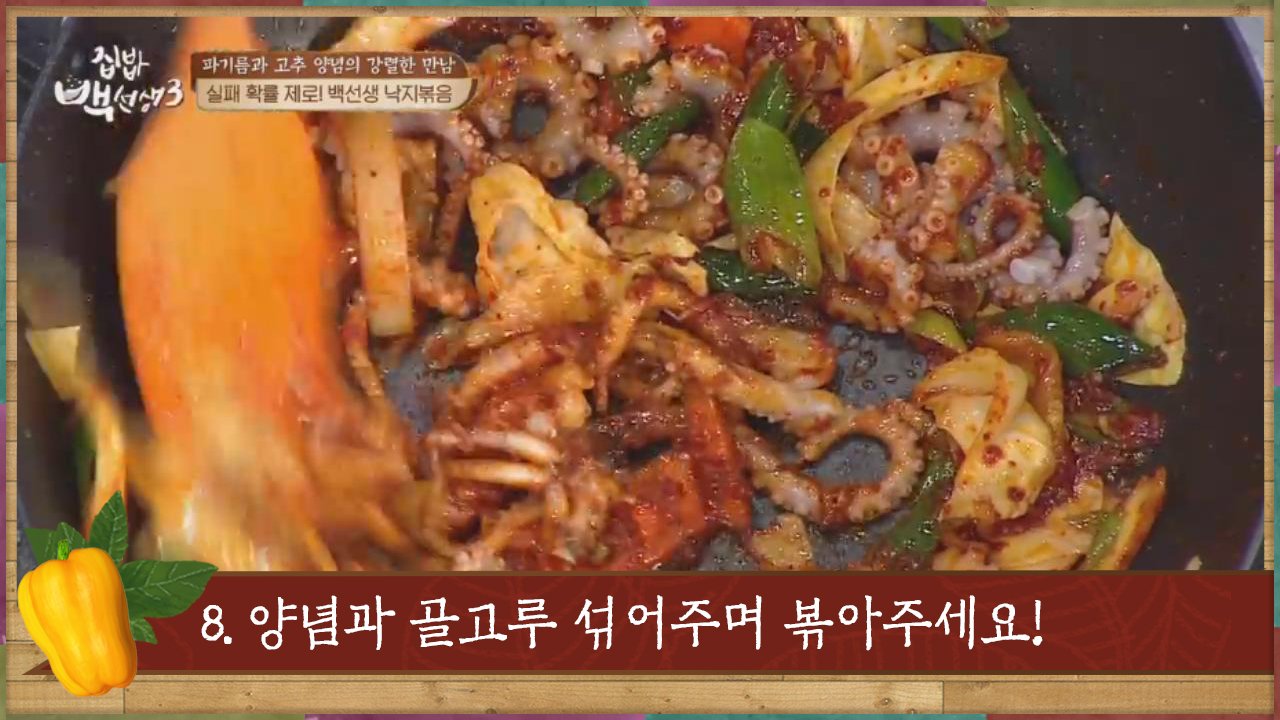 집밥
백선생3
파기름과 고추 양념의 강렬한 만남
실패 확률 제로! 백선생 낙지볶음
8. 양념과 골고루 섞어주며 볶아주세요!